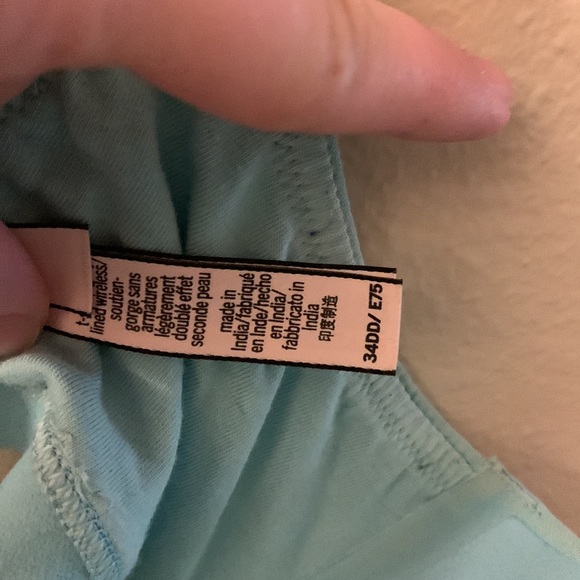 lined wireless/
soutien-
gorge sans
armatures
légèrement
doublé effet
seconde peau
made in
India/fabriqué
en Inde/hecho
en India/
fabbricato in
India
印度制造
34DD/ E75